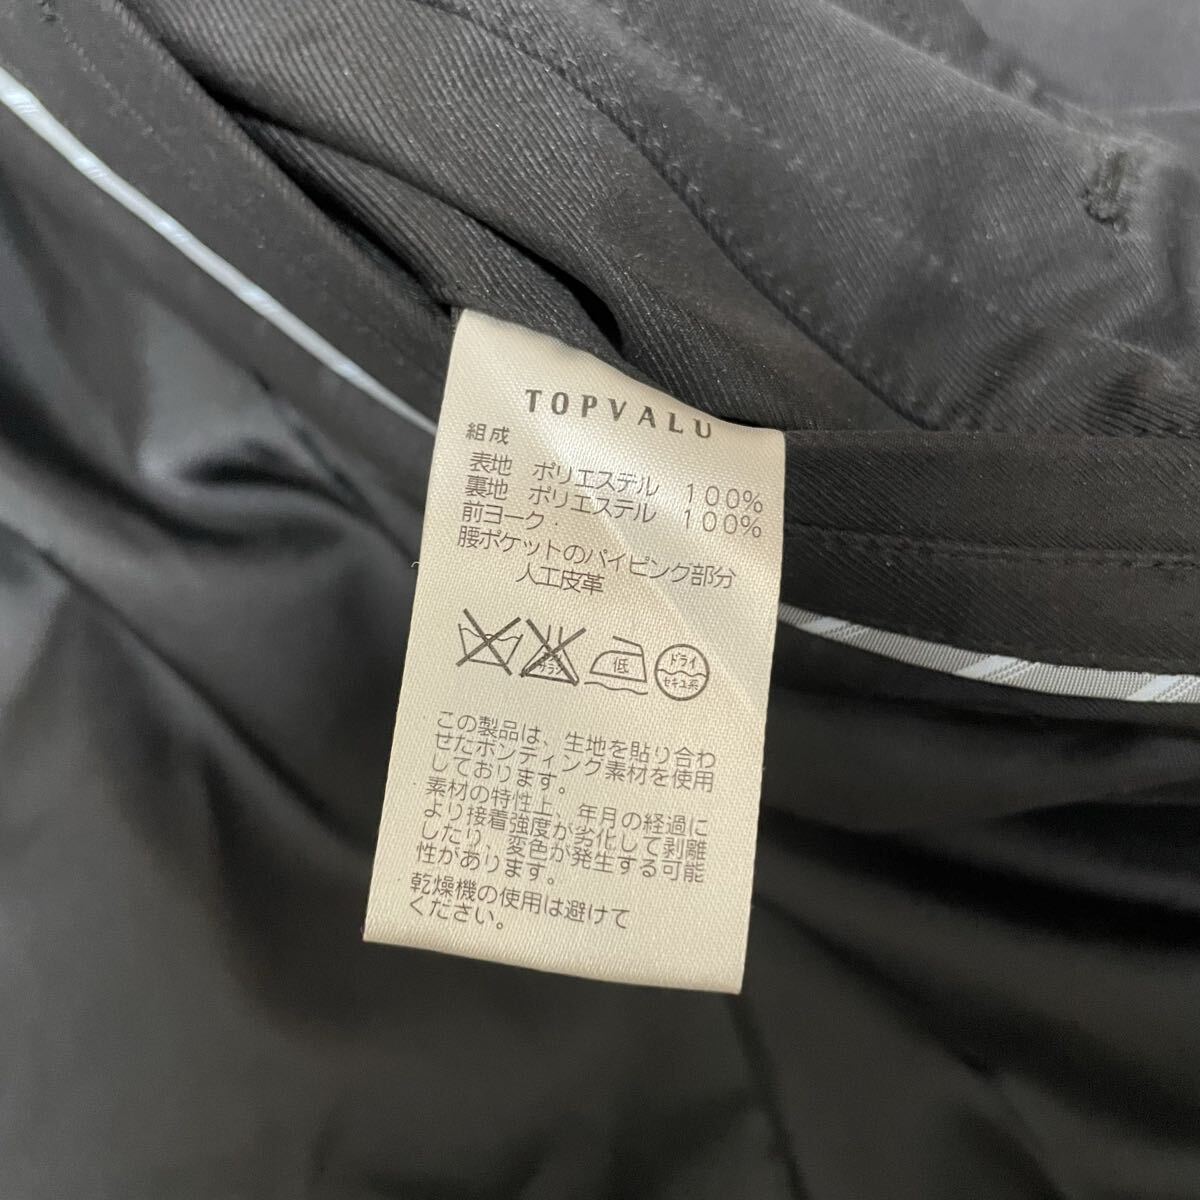 TOPVALU
組成
表地 ポリエステル 100%
裏地 ポリエステル 100%
前ヨーク・
腰ポケットのパイピング部分
人工皮革
エンソ
サラシ
低
ドライ
セキユ系
この製品は、生地を貼り合わ
せたボンディング素材を使用
しております。
素材の特性上、年月の経過に
より接着強度が劣化して剥離
したり、変色が発生する可能
性があります。
乾燥機の使用は避けて
ください。